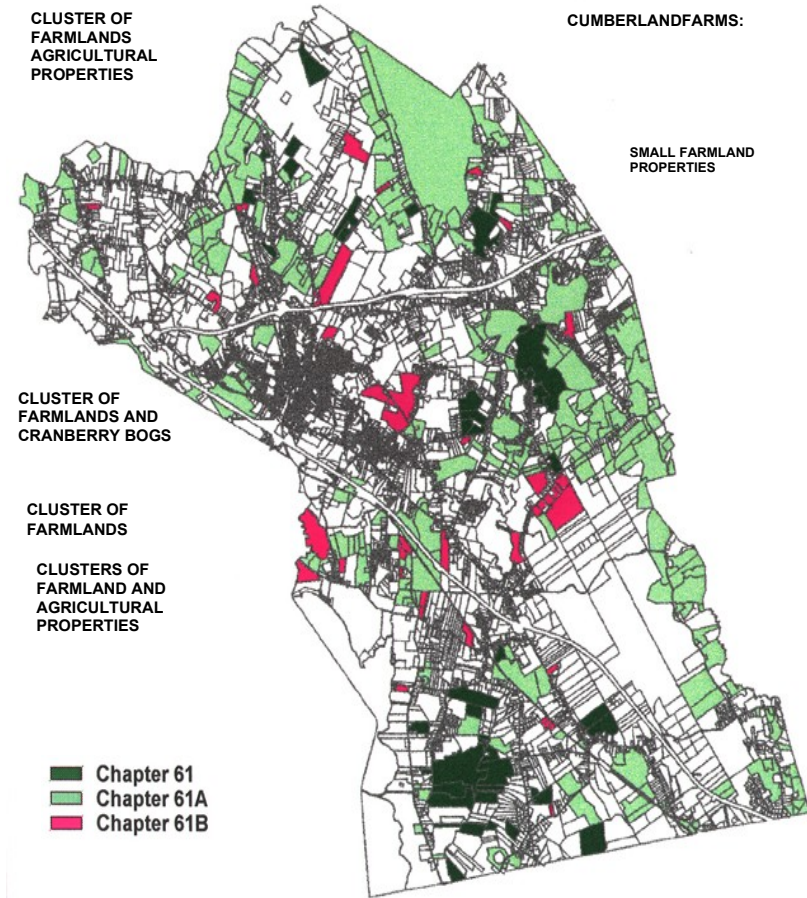 CLUSTER OF
FARMLANDS
AGRICULTURAL
PROPERTIES
CUMBERLANDFARMS:
SMALL FARMLAND
PROPERTIES
CLUSTER OF
FARMLANDS AND
CRANBERRY BOGS
CLUSTER OF
FARMLANDS
CLUSTERS OF
FARMLAND AND
AGRICULTURAL
PROPERTIES
Chapter 61
Chapter 61A
Chapter 61B